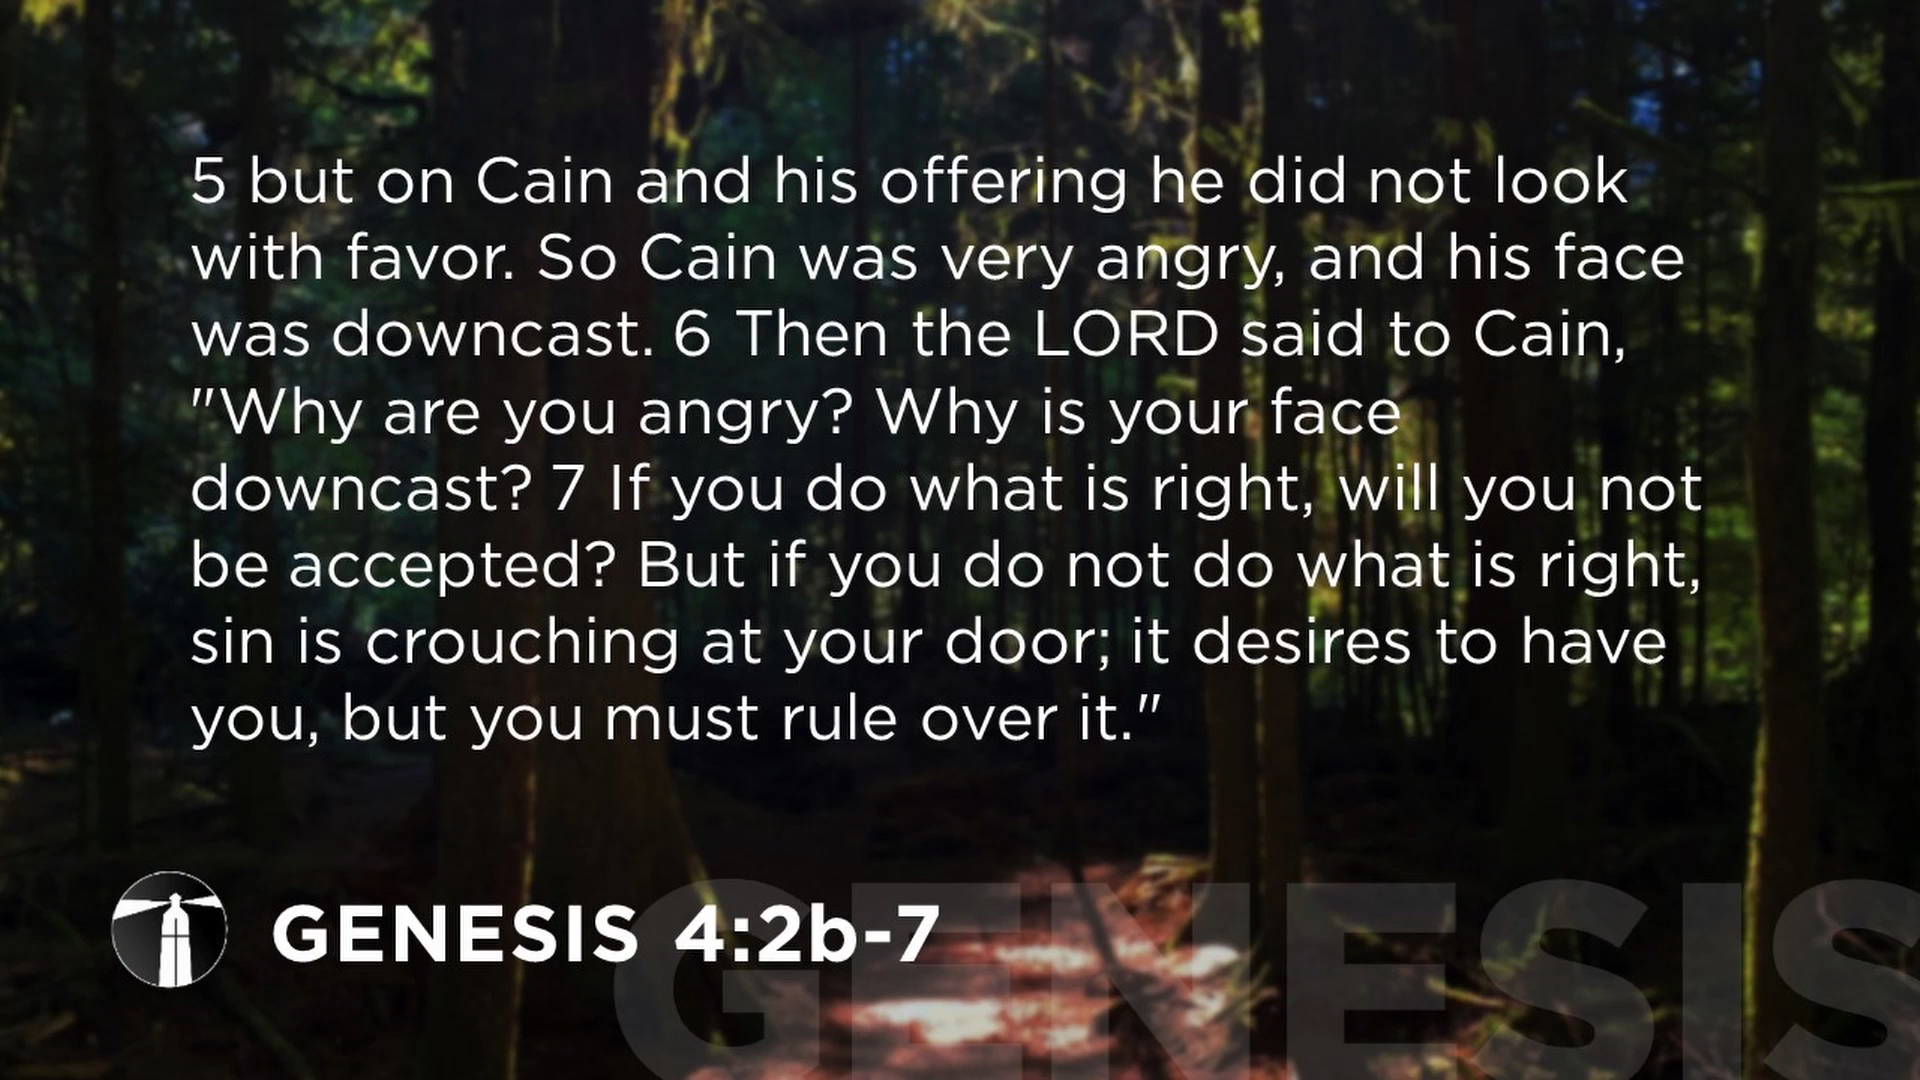 5 but on Cain and his offering he did not look
with favor. So Cain was very angry, and his face
was downcast. 6 Then the LORD said to Cain,
"Why are you angry? Why is your face
downcast? 7 If you do what is right, will you not
be accepted? But if you do not do what is right,
sin is crouching at your door; it desires to have
you, but you must rule over it."
GENESIS 4:2b-7
GENESIS